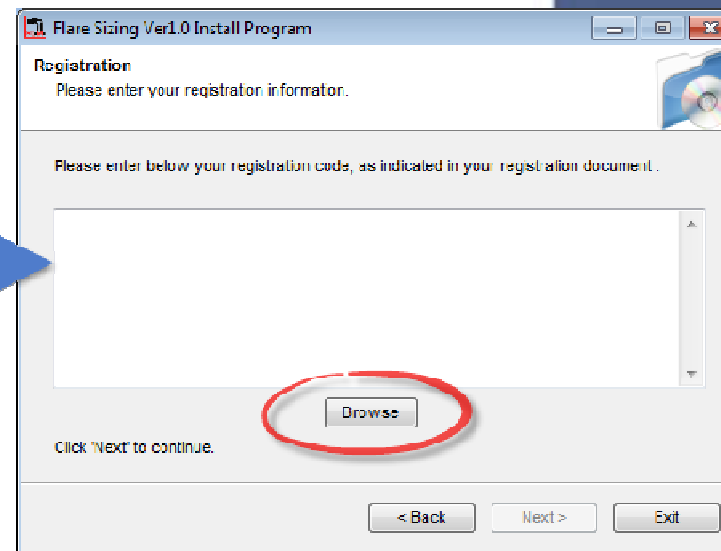 Flare Sizing Ver1.0 Install Program
Registration
Please enter your registration information.
Please enter below your registration code, as indicated in your registration document .
Browse
Click 'Next' to continue.
< Back
Next >
Exit